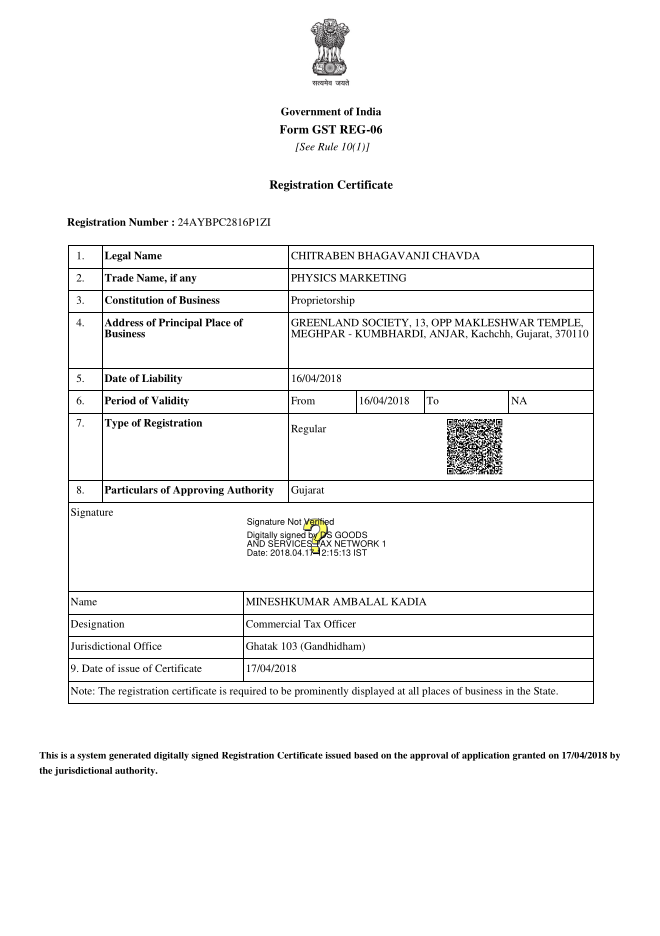 सत्यमेव जयते
Government of India
Form GST REG-06
[See Rule 10(1)]
Registration Certificate
Registration Number : 24AYBPC2816P1ZI
1. Legal Name CHITRABEN BHAGAVANJI CHAVDA
2. Trade Name, if any PHYSICS MARKETING
3. Constitution of Business Proprietorship
4. Address of Principal Place of Business GREENLAND SOCIETY, 13, OPP MAKLESHWAR TEMPLE,
MEGHPAR - KUMBHARDI, ANJAR, Kachchh, Gujarat, 370110
5. Date of Liability 16/04/2018
6. Period of Validity From 16/04/2018 To NA
7. Type of Registration Regular
8. Particulars of Approving Authority Gujarat
Signature
Signature Not Verified
Digitally signed by DS GOODS
AND SERVICES TAX NETWORK 1
Date: 2018.04.17 12:15:13 IST
Name MINESHKUMAR AMBALAL KADIA
Designation Commercial Tax Officer
Jurisdictional Office Ghatak 103 (Gandhidham)
9. Date of issue of Certificate 17/04/2018
Note: The registration certificate is required to be prominently displayed at all places of business in the State.
This is a system generated digitally signed Registration Certificate issued based on the approval of application granted on 17/04/2018 by
the jurisdictional authority.